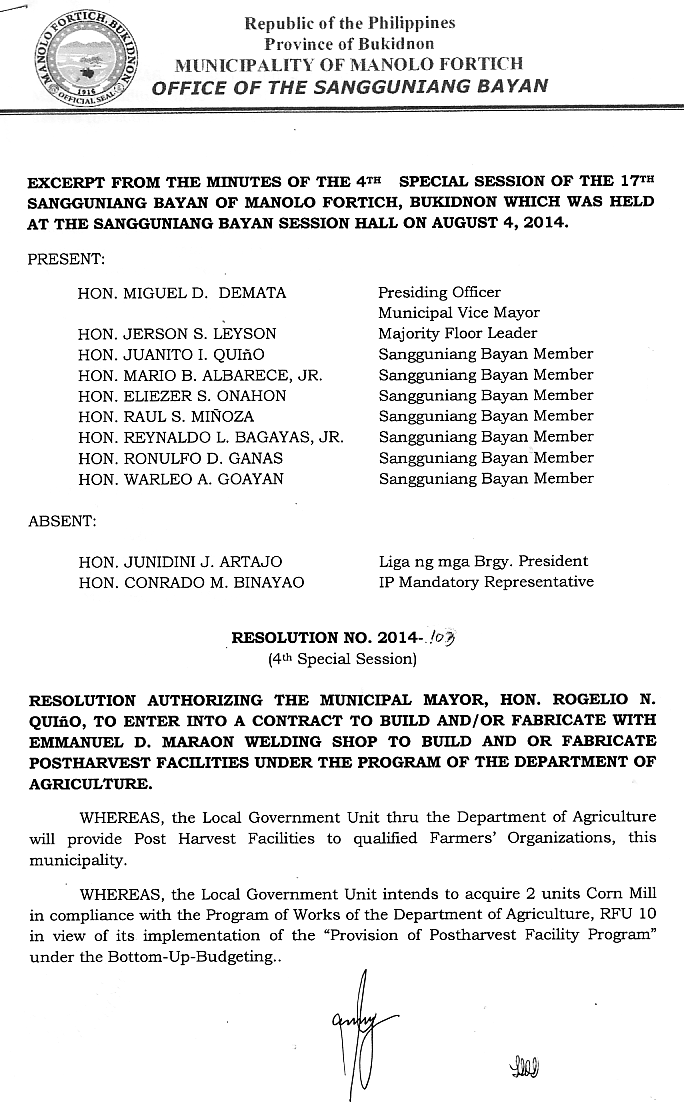 MANOLO FORTICH, BUKIDNON
1916
OFFICIAL SEAL
Republic of the Philippines
Province of Bukidnon
MUNICIPALITY OF MANOLO FORTICH
OFFICE OF THE SANGGUNIANG BAYAN
EXCERPT FROM THE MINUTES OF THE 4TH SPECIAL SESSION OF THE 17TH
SANGGUNIANG BAYAN OF MANOLO FORTICH, BUKIDNON WHICH WAS HELD
AT THE SANGGUNIANG BAYAN SESSION HALL ON AUGUST 4, 2014.
PRESENT:
HON. MIGUEL D. DEMATA Presiding Officer
Municipal Vice Mayor
HON. JERSON S. LEYSON Majority Floor Leader
HON. JUANITO I. QUIñO Sangguniang Bayan Member
HON. MARIO B. ALBARECE, JR. Sangguniang Bayan Member
HON. ELIEZER S. ONAHON Sangguniang Bayan Member
HON. RAUL S. MIÑOZA Sangguniang Bayan Member
HON. REYNALDO L. BAGAYAS, JR. Sangguniang Bayan Member
HON. RONULFO D. GANAS Sangguniang Bayan Member
HON. WARLEO A. GOAYAN Sangguniang Bayan Member
ABSENT:
HON. JUNIDINI J. ARTAJO Liga ng mga Brgy. President
HON. CONRADO M. BINAYAO IP Mandatory Representative
RESOLUTION NO. 2014-103
(4th Special Session)
RESOLUTION AUTHORIZING THE MUNICIPAL MAYOR, HON. ROGELIO N.
QUIñO, TO ENTER INTO A CONTRACT TO BUILD AND/OR FABRICATE WITH
EMMANUEL D. MARAON WELDING SHOP TO BUILD AND OR FABRICATE
POSTHARVEST FACILITIES UNDER THE PROGRAM OF THE DEPARTMENT OF
AGRICULTURE.
WHEREAS, the Local Government Unit thru the Department of Agriculture
will provide Post Harvest Facilities to qualified Farmers' Organizations, this
municipality.
WHEREAS, the Local Government Unit intends to acquire 2 units Corn Mill
in compliance with the Program of Works of the Department of Agriculture, RFU 10
in view of its implementation of the “Provision of Postharvest Facility Program”
under the Bottom-Up-Budgeting..